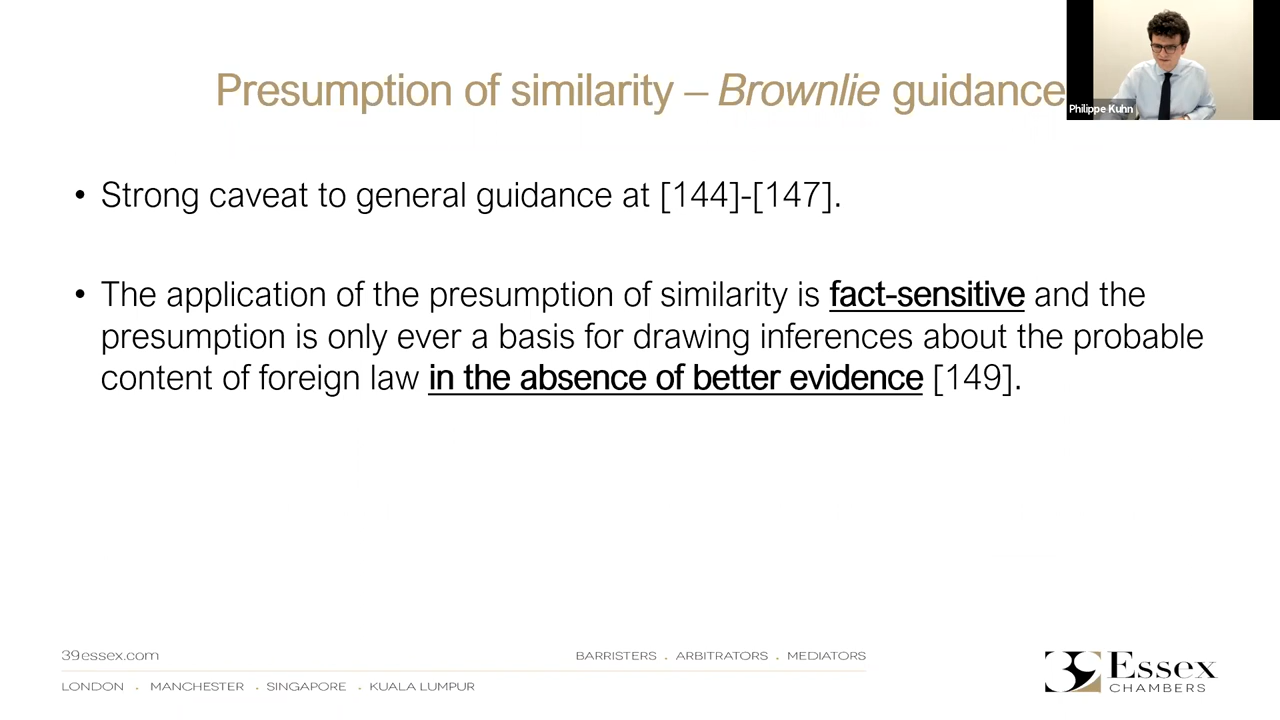 Presumption of similarity – Brownlie guidance
Philippe Kuhn
• Strong caveat to general guidance at [144]-[147].
• The application of the presumption of similarity is fact-sensitive and the
presumption is only ever a basis for drawing inferences about the probable
content of foreign law in the absence of better evidence [149].
39essex.com
BARRISTERS . ARBITRATORS . MEDIATORS
LONDON . MANCHESTER . SINGAPORE . KUALA LUMPUR
39 Essex
CHAMBERS